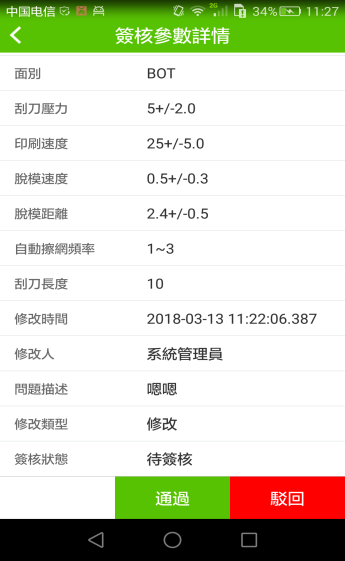 中国电信 2G 34% 11:27
簽核參數詳情
面別 BOT
刮刀壓力 5+/-2.0
印刷速度 25+/-5.0
脫模速度 0.5+/-0.3
脫模距離 2.4+/-0.5
自動擦網頻率 1~3
刮刀長度 10
修改時間 2018-03-13 11:22:06.387
修改人 系統管理員
問題描述 嗯嗯
修改類型 修改
簽核狀態 待簽核
通過 駁回